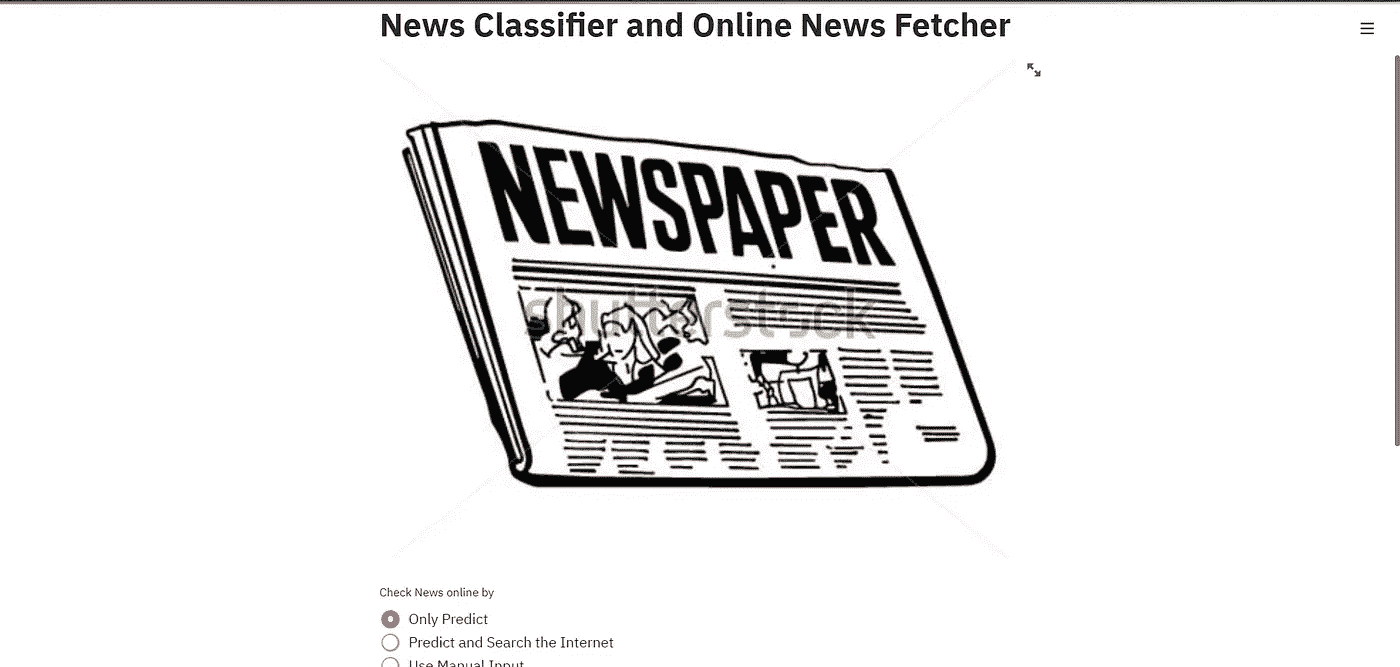 News Classifier and Online News Fetcher
NEWSPAPER
shutterstock
Check News online by
Only Predict
Predict and Search the Internet
Use Manual Input